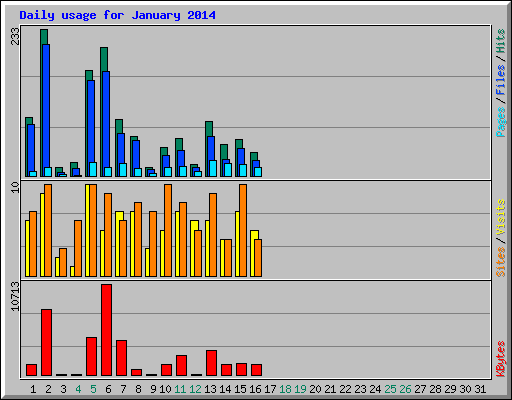 Daily usage for January 2014
233
Pages / Files / Hits
10
Sites / Visits
10713
KBytes
1 2 3 4 5 6 7 8 9 10 11 12 13 14 15 16 17 18 19 20 21 22 23 24 25 26 27 28 29 30 31